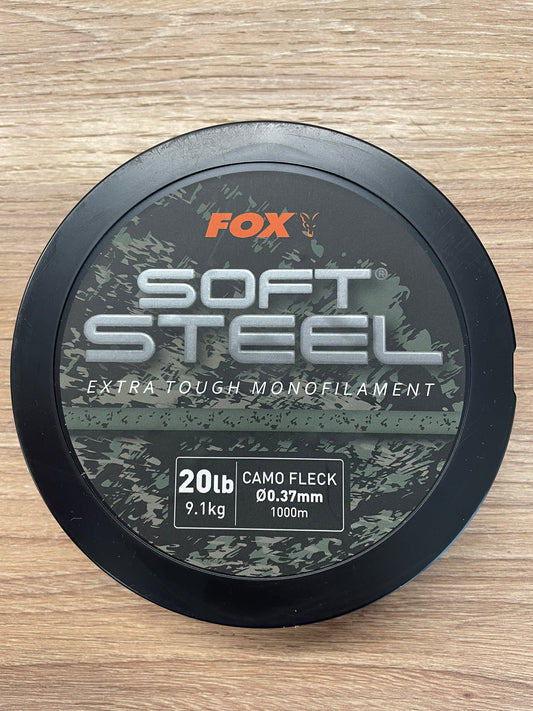 FOX
SOFT®
STEEL
EXTRA TOUGH MONOFILAMENT
20lb
9.1kg
CAMO FLECK
Ø0.37mm
1000m